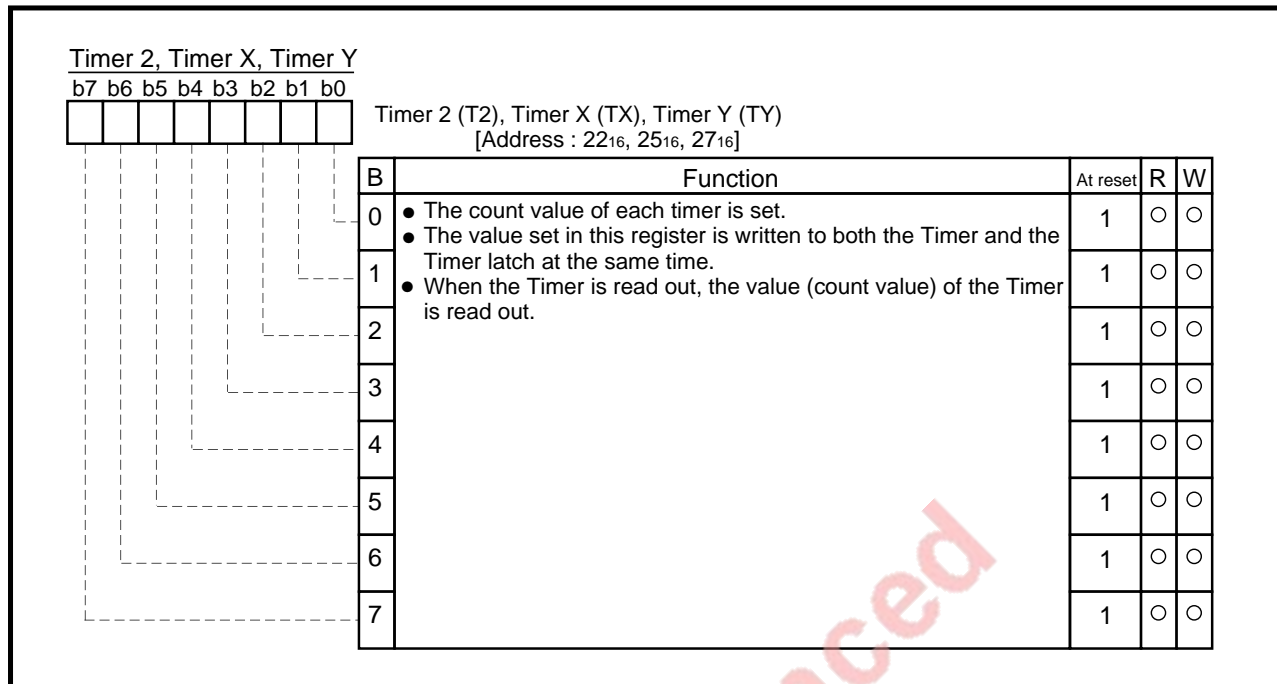 Timer 2, Timer X, Timer Y
b7 b6 b5 b4 b3 b2 b1 b0
Timer 2 (T2), Timer X (TX), Timer Y (TY)
[Address : 2216, 2516, 2716]
B Function At reset R W
0 ● The count value of each timer is set. 1 ○ ○
● The value set in this register is written to both the Timer and the
1 Timer latch at the same time. 1 ○ ○
● When the Timer is read out, the value (count value) of the Timer
is read out.
2 1 ○ ○
3 1 ○ ○
4 1 ○ ○
5 1 ○ ○
6 1 ○ ○
7 1 ○ ○